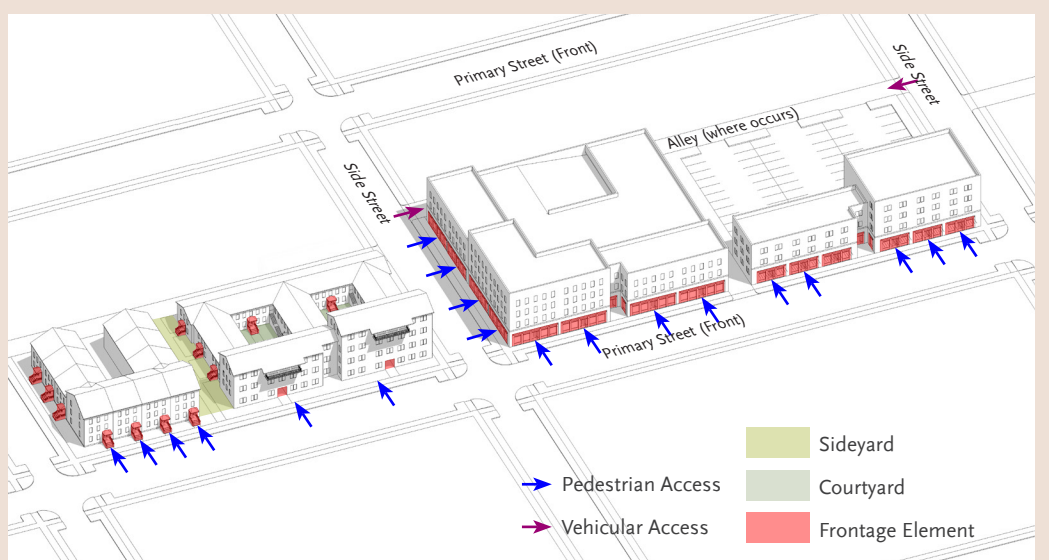 Primary Street (Front)
Side Street
Alley (where occurs)
Side Street
Primary Street (Front)
Sideyard
Pedestrian Access
Courtyard
Vehicular Access
Frontage Element